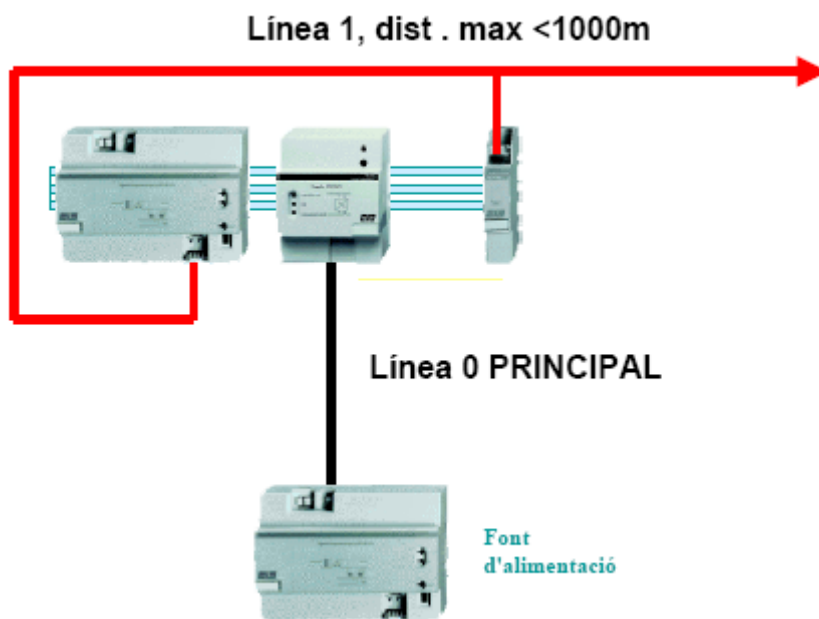 Línea 1, dist . max <1000m
Línea 0 PRINCIPAL
Font
d'alimentació